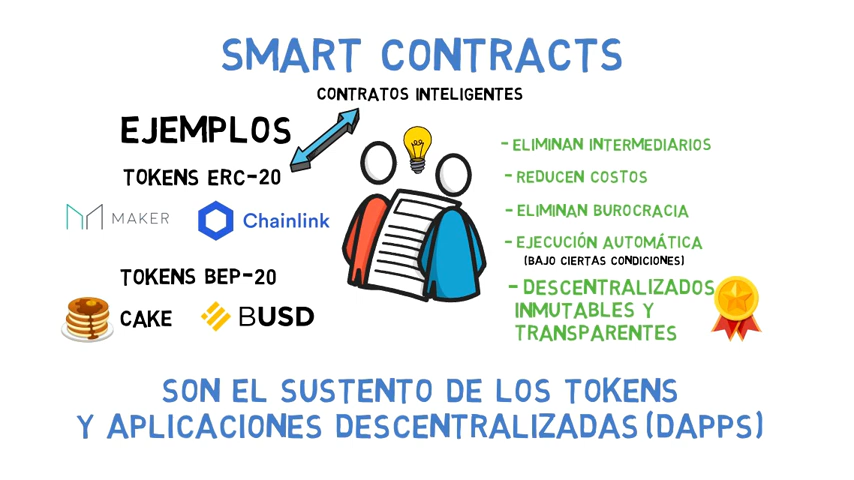 SMART CONTRACTS
CONTRATOS INTELIGENTES
EJEMPLOS
TOKENS ERC-20
MAKER
Chainlink
TOKENS BEP-20
CAKE
BUSD
- ELIMINAN INTERMEDIARIOS
- REDUCEN COSTOS
- ELIMINAN BUROCRACIA
- EJECUCIÓN AUTOMÁTICA
(BAJO CIERTAS CONDICIONES)
- DESCENTRALIZADOS
INMUTABLES Y
TRANSPARENTES
SON EL SUSTENTO DE LOS TOKENS
Y APLICACIONES DESCENTRALIZADAS (DAPPS)